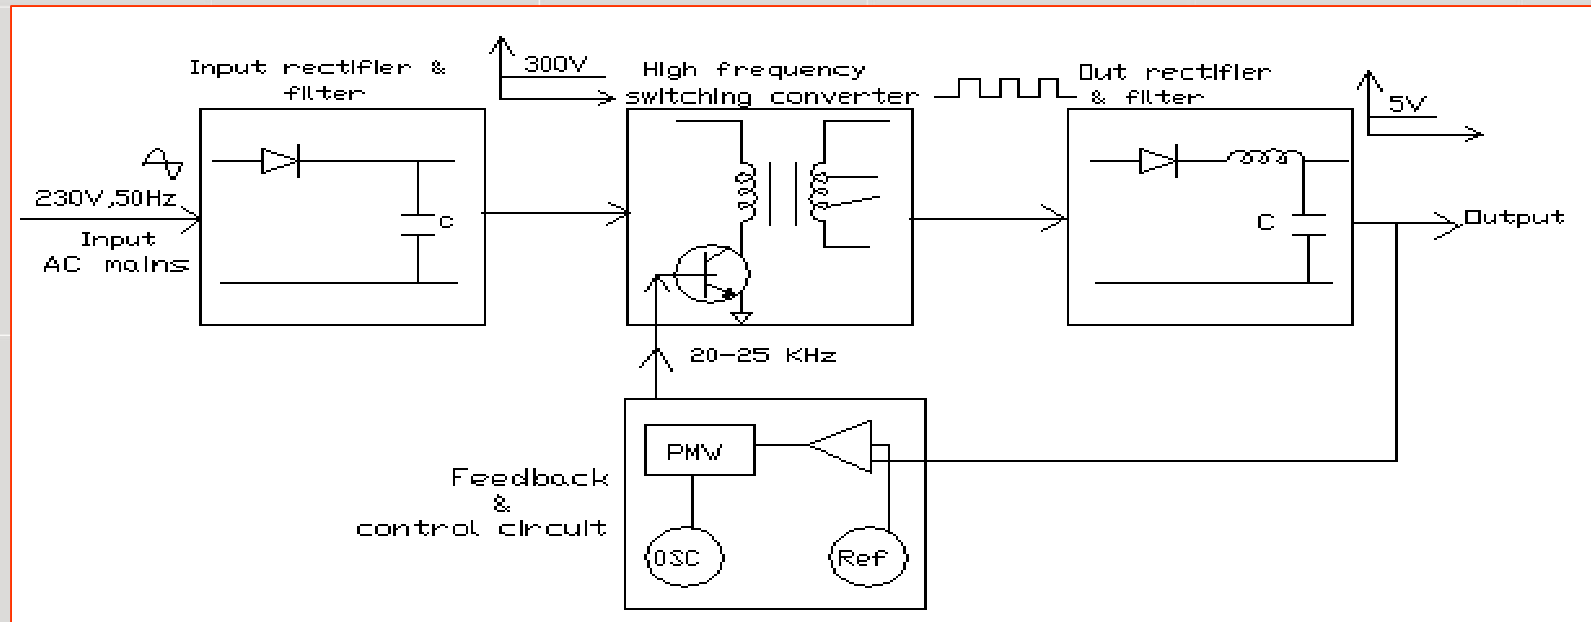 Input rectifier &
filter
300V
High frequency
switching converter
Out rectifier
& filter
5V
230V,50Hz
Input
AC mains
C
C
Output
20-25 KHz
PMW
Feedback
&
control circuit
OSC
Ref